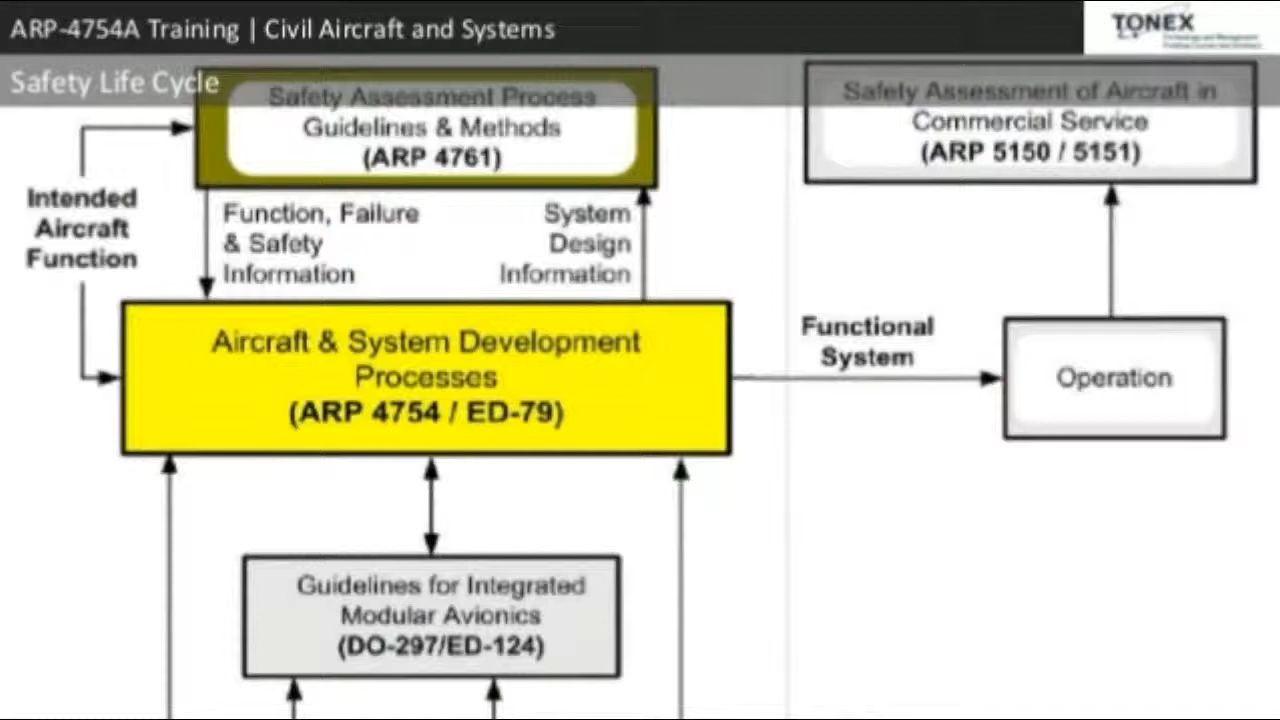 ARP-4754A Training | Civil Aircraft and Systems
TONEX
Safety Life Cycle
Safety Assessment Process
Guidelines & Methods
(ARP 4761)
Safety Assessment of Aircraft in
Commercial Service
(ARP 5150 / 5151)
Intended
Aircraft
Function
Function, Failure
& Safety
Information
System
Design
Information
Aircraft & System Development
Processes
(ARP 4754 / ED-79)
Functional
System
Operation
Guidelines for Integrated
Modular Avionics
(DO-297/ED-124)